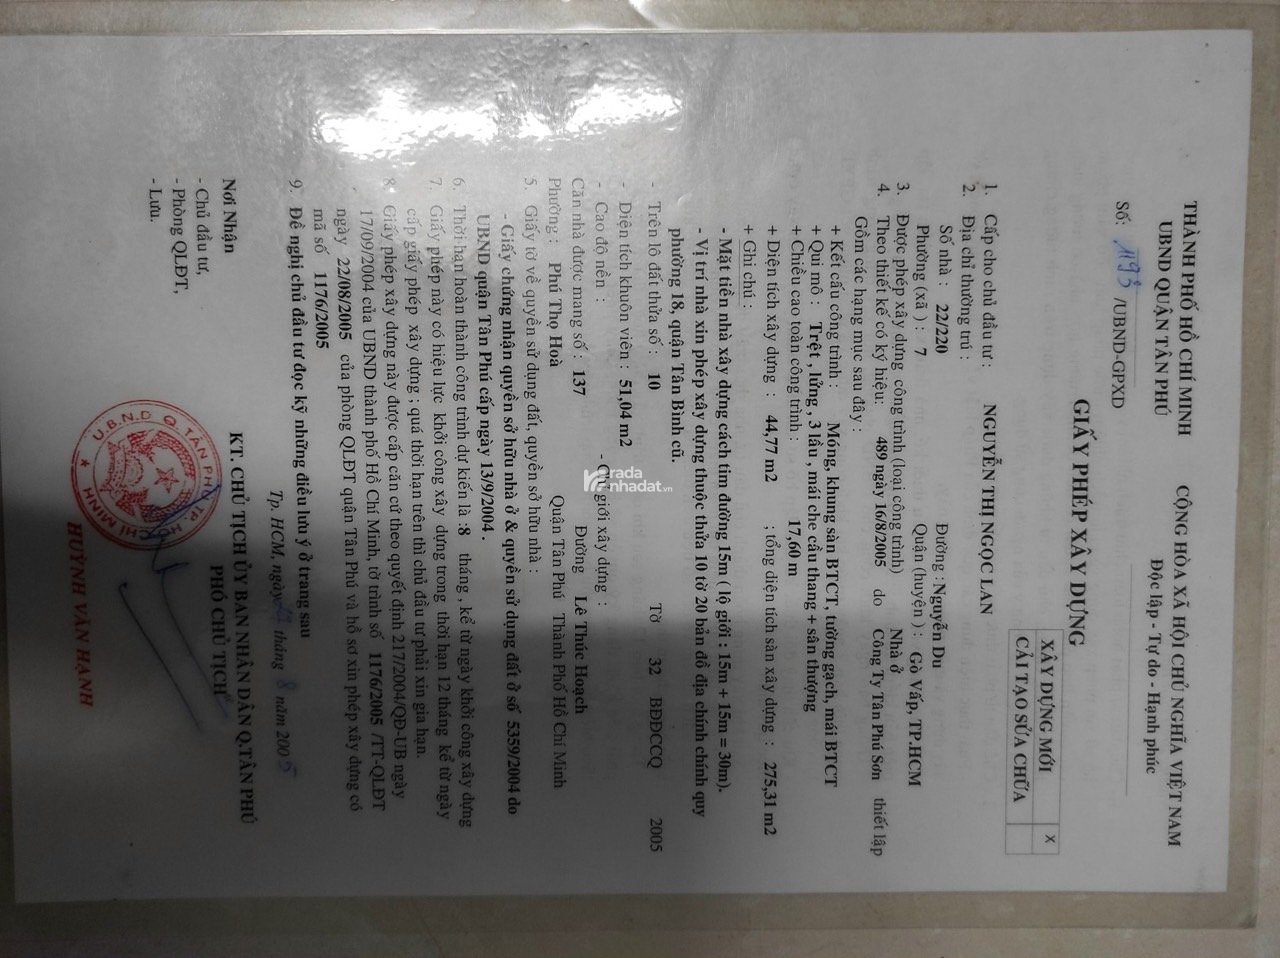 THÀNH PHỐ HỒ CHÍ MINH
UBND QUẬN TÂN PHÚ
CỘNG HÒA XÃ HỘI CHỦ NGHĨA VIỆT NAM
Độc lập - Tự do - Hạnh phúc
Số: 1193 /UBND-GPXD
GIẤY PHÉP XÂY DỰNG
XÂY DỰNG MỚI X
CẢI TẠO SỬA CHỮA
1. Cấp cho chủ đầu tư : NGUYỄN THỊ NGỌC LAN
2. Địa chỉ thường trú :
Số nhà : 22/20 Đường : Nguyễn Du
Phường (xã ) : 7 Quận (huyện ) : Gò Vấp, TP.HCM
3. Được phép xây dựng công trình (loại công trình) Nhà ở
4. Theo thiết kế có ký hiệu: 489 ngày 16/8/2005 do Công Ty Tân Phú Sơn thiết lập
Gồm các hạng mục sau đây :
+ Kết cấu công trình : Móng, khung sàn BTCT, tường gạch, mái BTCT
+ Qui mô : Trệt , lửng , 3 lầu , mái che cầu thang + sân thượng
+ Chiều cao toàn công trình : 17,60 m
+ Diện tích xây dựng : 44,77 m2 ; tổng diện tích sàn xây dựng : 275,31 m2
+ Ghi chú :
- Mặt tiền nhà xây dựng cách tim đường 15m ( lộ giới : 15m + 15m = 30m).
- Vị trí nhà xin phép xây dựng thuộc thửa 10 tờ 20 bản đồ địa chính chính quy
phường 18, quận Tân Bình cũ.
- Trên lô đất thửa số : 10 Tờ 32 BĐĐCCQ 2005
- Diện tích khuôn viên : 51,04 m2
- Cao độ nền : - Chỉ giới xây dựng :
Căn nhà được mang số : 137 Đường Lê Thúc Hoạch
Phường : Phú Thọ Hoà Quận Tân Phú Thành Phố Hồ Chí Minh
5. Giấy tờ về quyền sử dụng đất, quyền sở hữu nhà :
- Giấy chứng nhận quyền sở hữu nhà ở & quyền sử dụng đất ở số 5359/2004 do
UBND quận Tân Phú cấp ngày 13/9/2004 .
6. Thời hạn hoàn thành công trình dự kiến là :8 tháng , kể từ ngày khởi công xây dựng
7. Giấy phép này có hiệu lực khởi công xây dựng trong thời hạn 12 tháng kể từ ngày
cấp giấy phép xây dựng ; quá thời hạn trên thì chủ đầu tư phải xin gia hạn.
8. Giấy phép xây dựng này được cấp căn cứ theo quyết định 217/2004/QĐ-UB ngày
17/09/2004 của UBND thành phố Hồ Chí Minh, tờ trình số 1176/2005 /TT-QLĐT
ngày 22/08/2005 của phòng QLĐT quận Tân Phú và hồ sơ xin phép xây dựng có
mã số 1176/2005
9. Đề nghị chủ đầu tư đọc kỹ những điều lưu ý ở trang sau
Tp. HCM, ngày tháng 8 năm 2005
Nơi Nhận
- Chủ đầu tư,
- Phòng QLĐT,
- Lưu.
KT. CHỦ TỊCH ỦY BAN NHÂN DÂN Q.TÂN PHÚ
PHÓ CHỦ TỊCH
U.B.N.D Q. TÂN PHÚ
TP. HỒ CHÍ MINH
HUỲNH VĂN HẠNH
rada
nhadat.vn